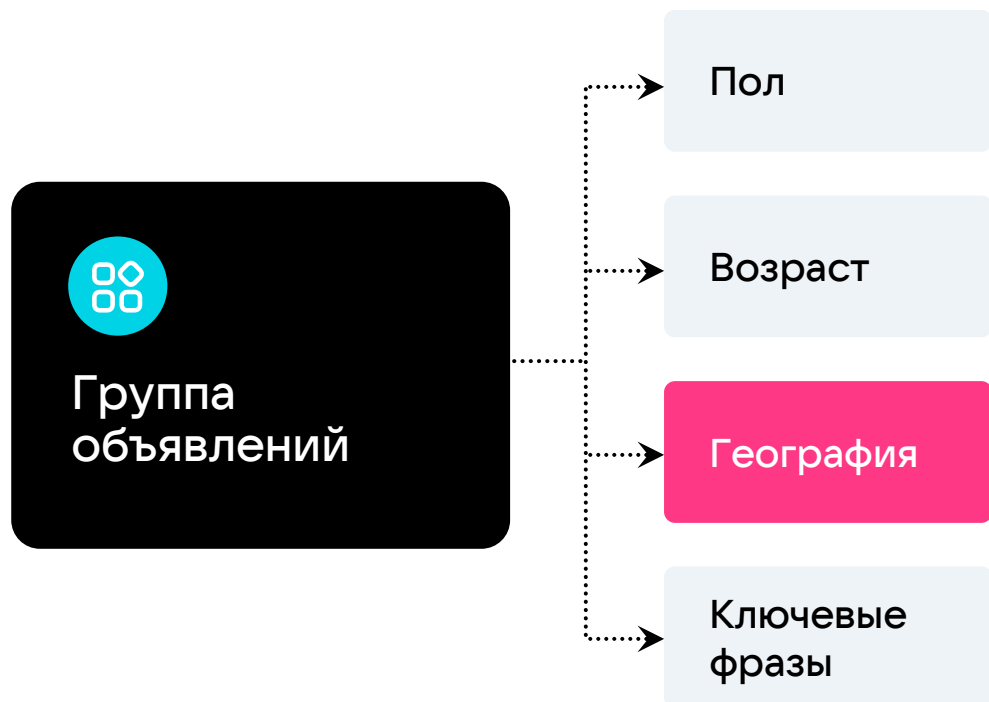 Пол
Возраст
Группа
объявлений
География
Ключевые
фразы